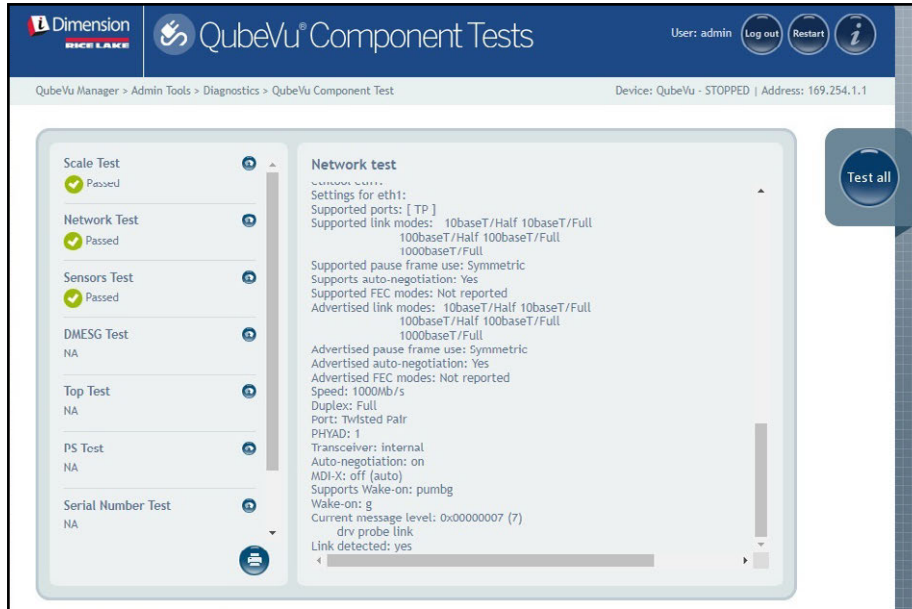 iDimension
RICE LAKE
QubeVu® Component Tests
User: admin
Log out
Restart
i
QubeVu Manager > Admin Tools > Diagnostics > QubeVu Component Test
Device: QubeVu - STOPPED | Address: 169.254.1.1
Scale Test
Passed
Network Test
Passed
Sensors Test
Passed
DMESG Test
NA
Top Test
NA
PS Test
NA
Serial Number Test
NA
Network test
ethtool eth1:
Settings for eth1:
Supported ports: [ TP ]
Supported link modes: 10baseT/Half 10baseT/Full
100baseT/Half 100baseT/Full
1000baseT/Full
Supported pause frame use: Symmetric
Supports auto-negotiation: Yes
Supported FEC modes: Not reported
Advertised link modes: 10baseT/Half 10baseT/Full
100baseT/Half 100baseT/Full
1000baseT/Full
Advertised pause frame use: Symmetric
Advertised auto-negotiation: Yes
Advertised FEC modes: Not reported
Speed: 1000Mb/s
Duplex: Full
Port: Twisted Pair
PHYAD: 1
Transceiver: internal
Auto-negotiation: on
MDI-X: off (auto)
Supports Wake-on: pumbg
Wake-on: g
Current message level: 0x00000007 (7)
drv probe link
Link detected: yes
Test all